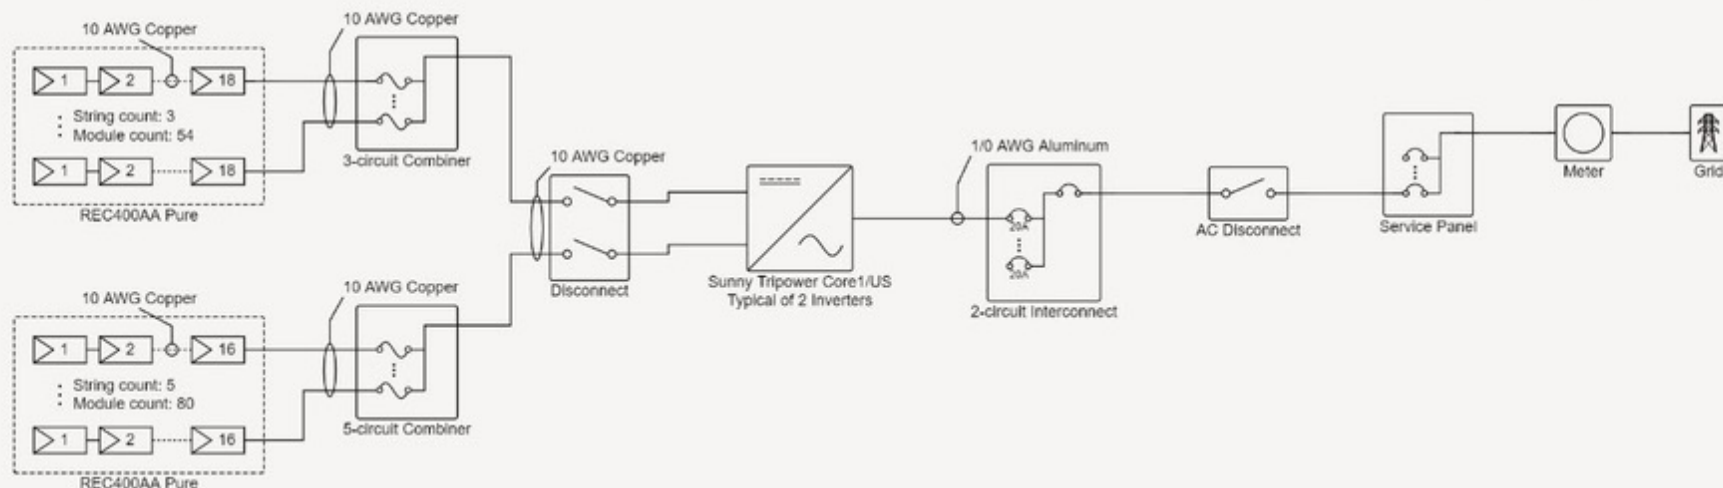 10 AWG Copper
1 2 18
String count: 3
Module count: 54
1 2 18
REC400AA Pure
10 AWG Copper
3-circuit Combiner
10 AWG Copper
1 2 16
String count: 5
Module count: 80
1 2 16
REC400AA Pure
10 AWG Copper
5-circuit Combiner
10 AWG Copper
Disconnect
Sunny Tripower Core1/US
Typical of 2 Inverters
1/0 AWG Aluminum
20A
20A
2-circuit Interconnect
AC Disconnect
Service Panel
Meter
Grid